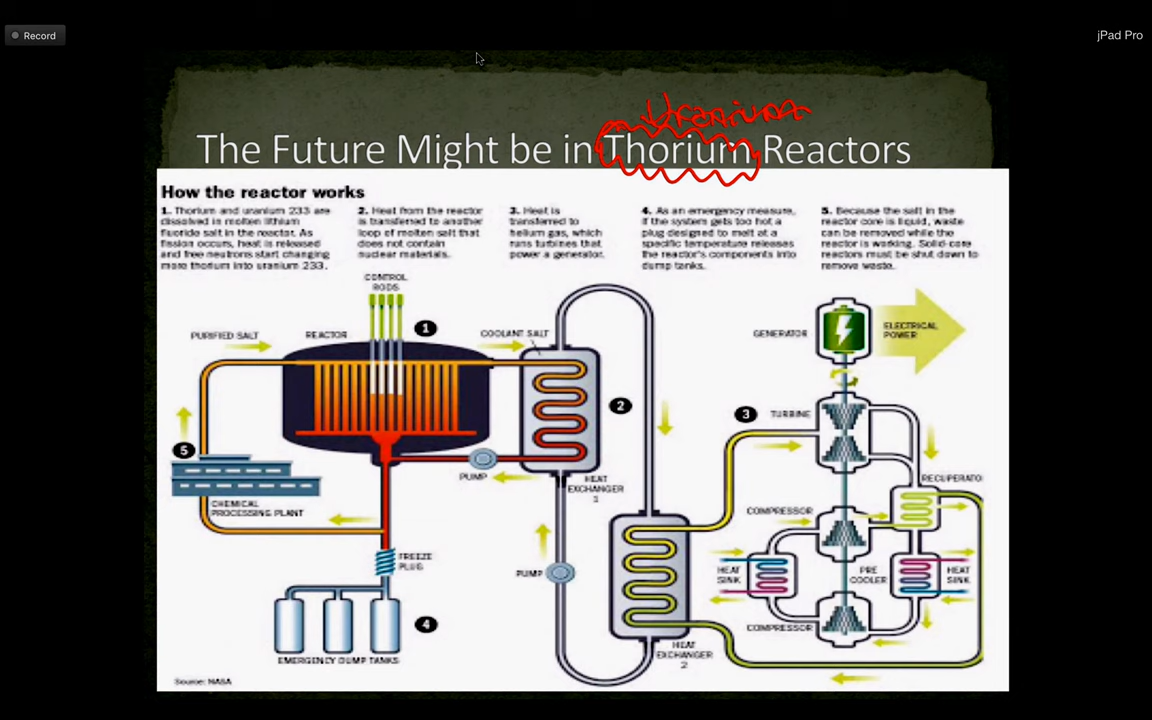 Record
jPad Pro
Uranium
The Future Might be in Thorium Reactors
How the reactor works
1. Thorium and uranium 233 are
dissolved in molten lithium
fluoride salt in the reactor. As
fission occurs, heat is released
and free neutrons start changing
more thorium into uranium 233.
2. Heat from the reactor
is transferred to another
loop of molten salt that
does not contain
nuclear materials.
3. Heat is
transferred to
helium gas, which
runs turbines that
power a generator.
4. As an emergency measure,
if the system gets too hot a
plug designed to melt at a
specific temperature releases
the reactor's components into
dump tanks.
5. Because the salt in the
reactor core is liquid, waste
can be removed while the
reactor is working. Solid-core
reactors must be shut down to
remove waste.
CONTROL
RODS
PURIFIED SALT
REACTOR
1
COOLANT SALT
GENERATOR
ELECTRICAL
POWER
2
3
TURBINE
5
PUMP
HEAT
EXCHANGER
1
RECUPERATO
CHEMICAL
PROCESSING PLANT
COMPRESSOR
FREEZE
PLUG
PUMP
HEAT
SINK
PRE
COOLER
HEAT
SINK
4
COMPRESSOR
EMERGENCY DUMP TANKS
HEAT
EXCHANGER
2
Source: NASA